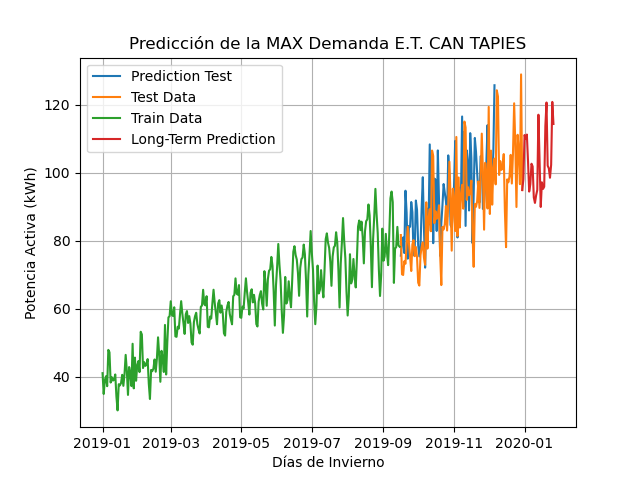 Predicción de la MAX Demanda E.T. CAN TAPIES
Prediction Test
Test Data
Train Data
Long-Term Prediction
Potencia Activa (kWh)
120
100
80
60
40
2019-01 2019-03 2019-05 2019-07 2019-09 2019-11 2020-01
Días de Invierno